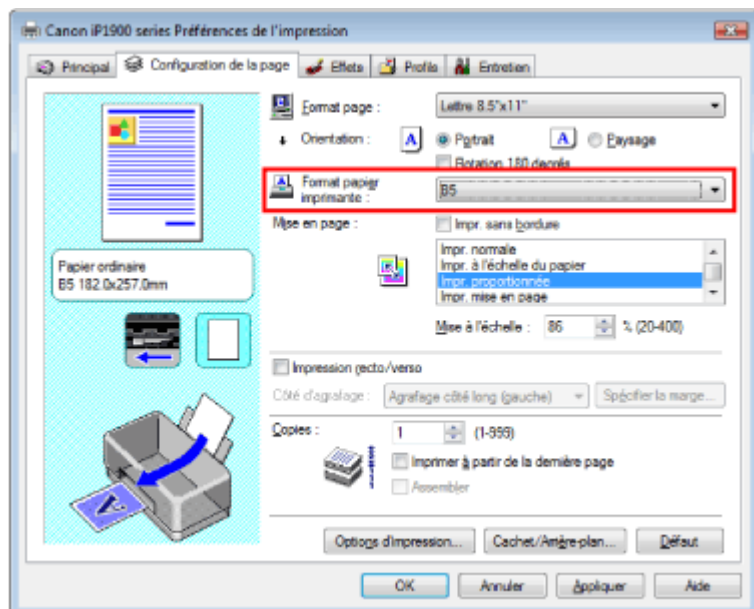 Canon iP1900 series Préférences de l'impression
Principal Configuration de la page Effets Profils Entretien
Format page : Lettre 8.5"x11"
Orientation : A Portrait A Paysage
Rotation 180 degrés
Format papier imprimante : B5
Mise en page : Impr. sans bordure
Impr. normale
Impr. à l'échelle du papier
Impr. proportionnée
Impr. mise en page
Papier ordinaire
B5 182.0x257.0mm
Mise à l'échelle : 86 % (20-400)
Impression recto/verso
Côté d'agrafage : Agrafage côté long (gauche) Spécifier la marge...
Copies : 1 (1-999)
Imprimer à partir de la dernière page
Assembler
Options d'impression... Cachet/Arrière-plan... Défaut
OK Annuler Appliquer Aide